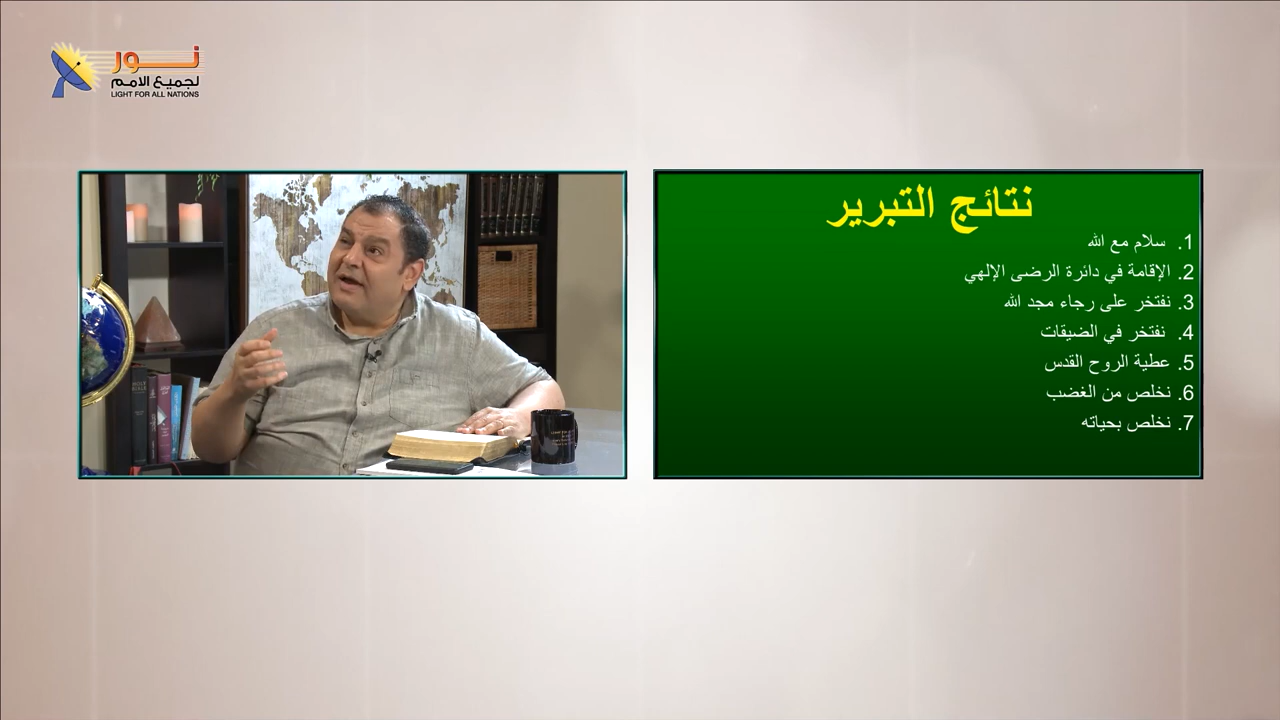 نور
لجميع الامم
LIGHT FOR ALL NATIONS
نتائج التبرير
1. سلام مع الله
2. الإقامة في دائرة الرضى الإلهي
3. نفتخر على رجاء مجد الله
4. نفتخر في الضيقات
5. عطية الروح القدس
6. نخلص من الغضب
7. نخلص بحياته